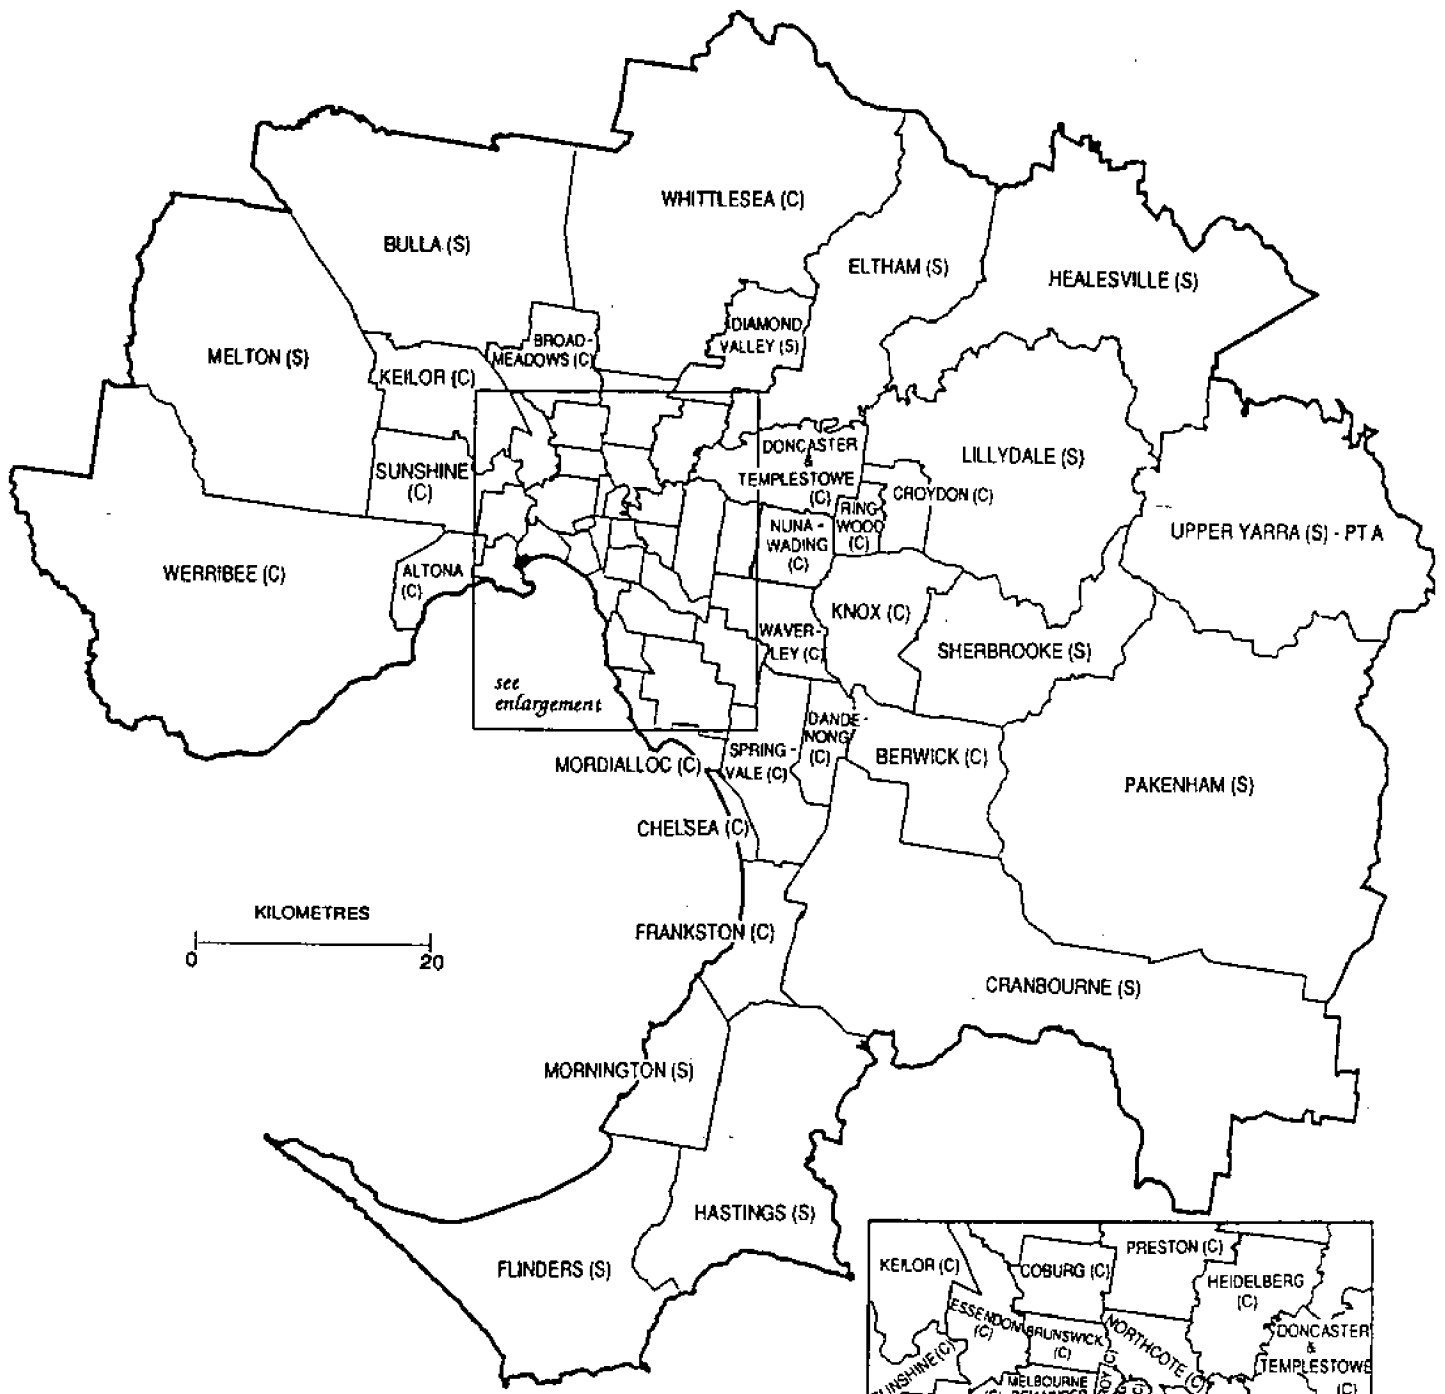 WHITTLESEA (C)
BULLA (S)
ELTHAM (S)
HEALESVILLE (S)
DIAMOND
VALLEY (S)
BROAD-
MEADOWS (C)
MELTON (S)
KEILOR (C)
DONCASTER
&
TEMPLESTOWE
(C)
LILLYDALE (S)
SUNSHINE
(C)
CROYDON (C)
RING-
WOOD
(C)
NUNA-
WADING
(C)
UPPER YARRA (S) - PT A
WERRIBEE (C)
ALTONA
(C)
KNOX (C)
WAVER-
LEY (C)
SHERBROOKE (S)
see
enlargement
DANDE-
NONG
(C)
SPRING-
VALE (C)
MORDIALLOC (C)
BERWICK (C)
PAKENHAM (S)
CHELSEA (C)
KILOMETRES
0
20
FRANKSTON (C)
CRANBOURNE (S)
MORNINGTON (S)
HASTINGS (S)
FLINDERS (S)
KEILOR (C)
COBURG (C)
PRESTON (C)
HEIDELBERG
(C)
ESSENDON
(C)
BRUNSWICK
(C)
NORTHCOTE (C)
DONCASTER
&
TEMPLESTOWE
(C)
SUNSHINE (C)
MELBOURNE